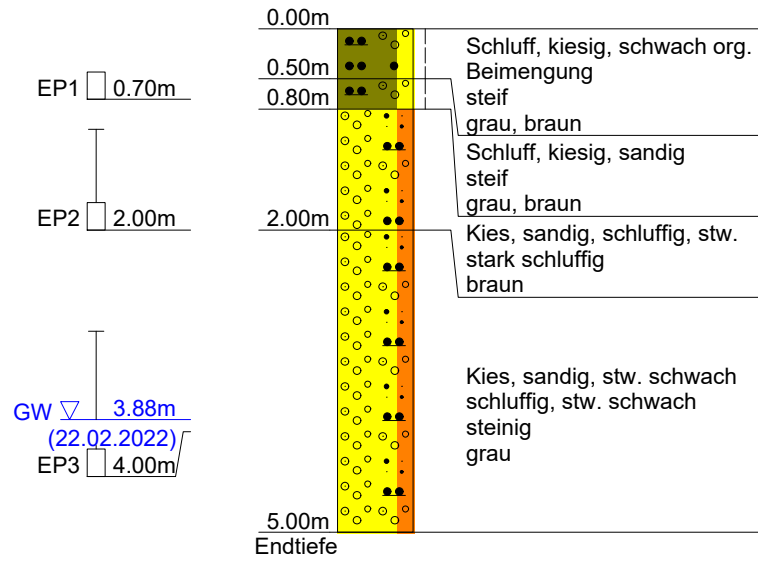 0.00m
Schluff, kiesig, schwach org.
Beimengung
steif
grau, braun
0.50m
EP1 0.70m
0.80m
Schluff, kiesig, sandig
steif
grau, braun
EP2 2.00m
2.00m
Kies, sandig, schluffig, stw.
stark schluffig
braun
Kies, sandig, stw. schwach
schluffig, stw. schwach
steinig
grau
GW 3.88m
(22.02.2022)
EP3 4.00m
5.00m
Endtiefe